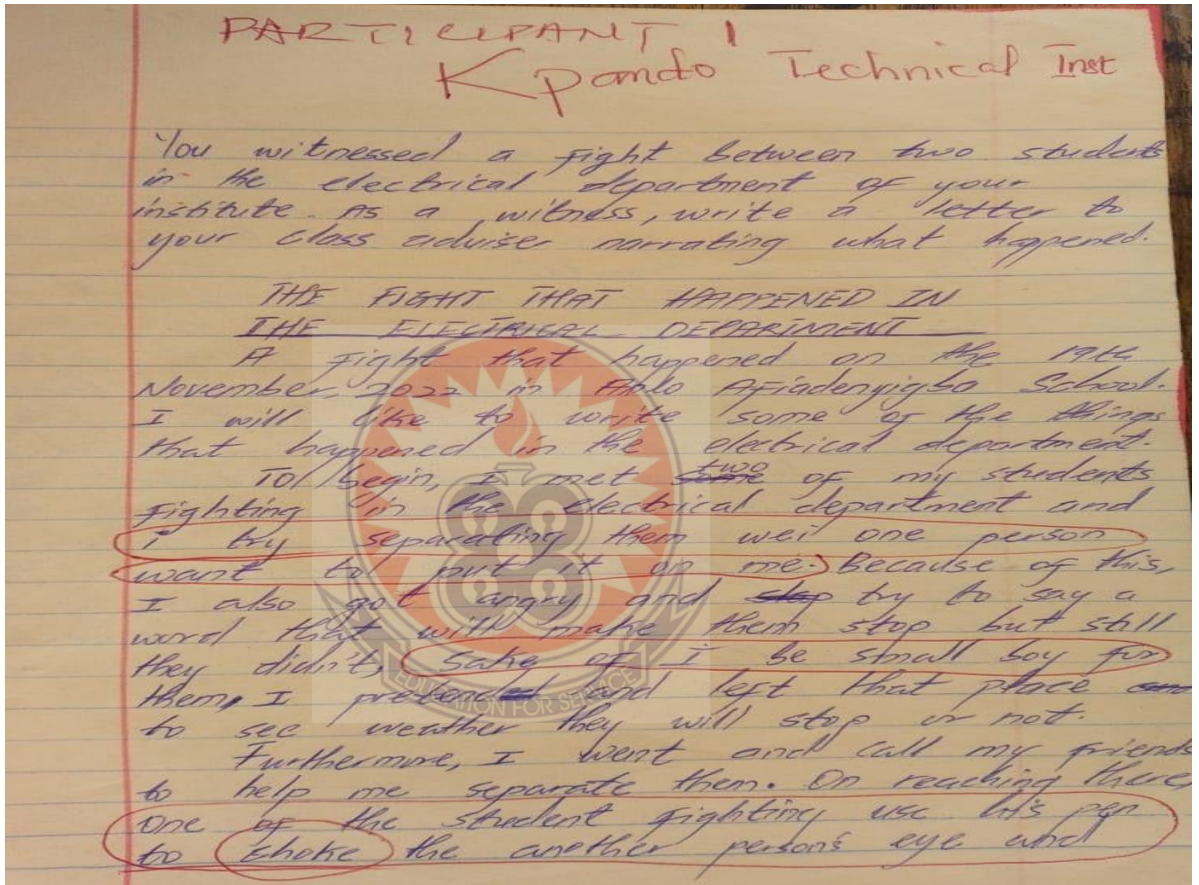 PARTICIPANT 1
Kpando Technical Inst
You witnessed a fight between two students
in the electrical department of your
institute. As a witness, write a letter to
your class adviser narrating what happened.
THE FIGHT THAT HAPPENED IN
THE ELECTRICAL DEPARTMENT
A fight that happened on the 19th
November, 2022 in Afiadenyigba School.
I will like to write some of the things
that happened in the electrical department.
To begin, I met two of my students
fighting in the electrical department and
i try separating them wei one person
want to put it on me. Because of this,
I also got angry and try to say a
word that will make them stop but still
they didn't, sake of I be small boy for
them, I pretend and left that place
to see weather they will stop or not.
Furthermore, I went and call my friends
to help me separate them. On reaching there,
one of the student fighting use his pen
to choke the another person's eye and
EDUCATION FOR SERVICE